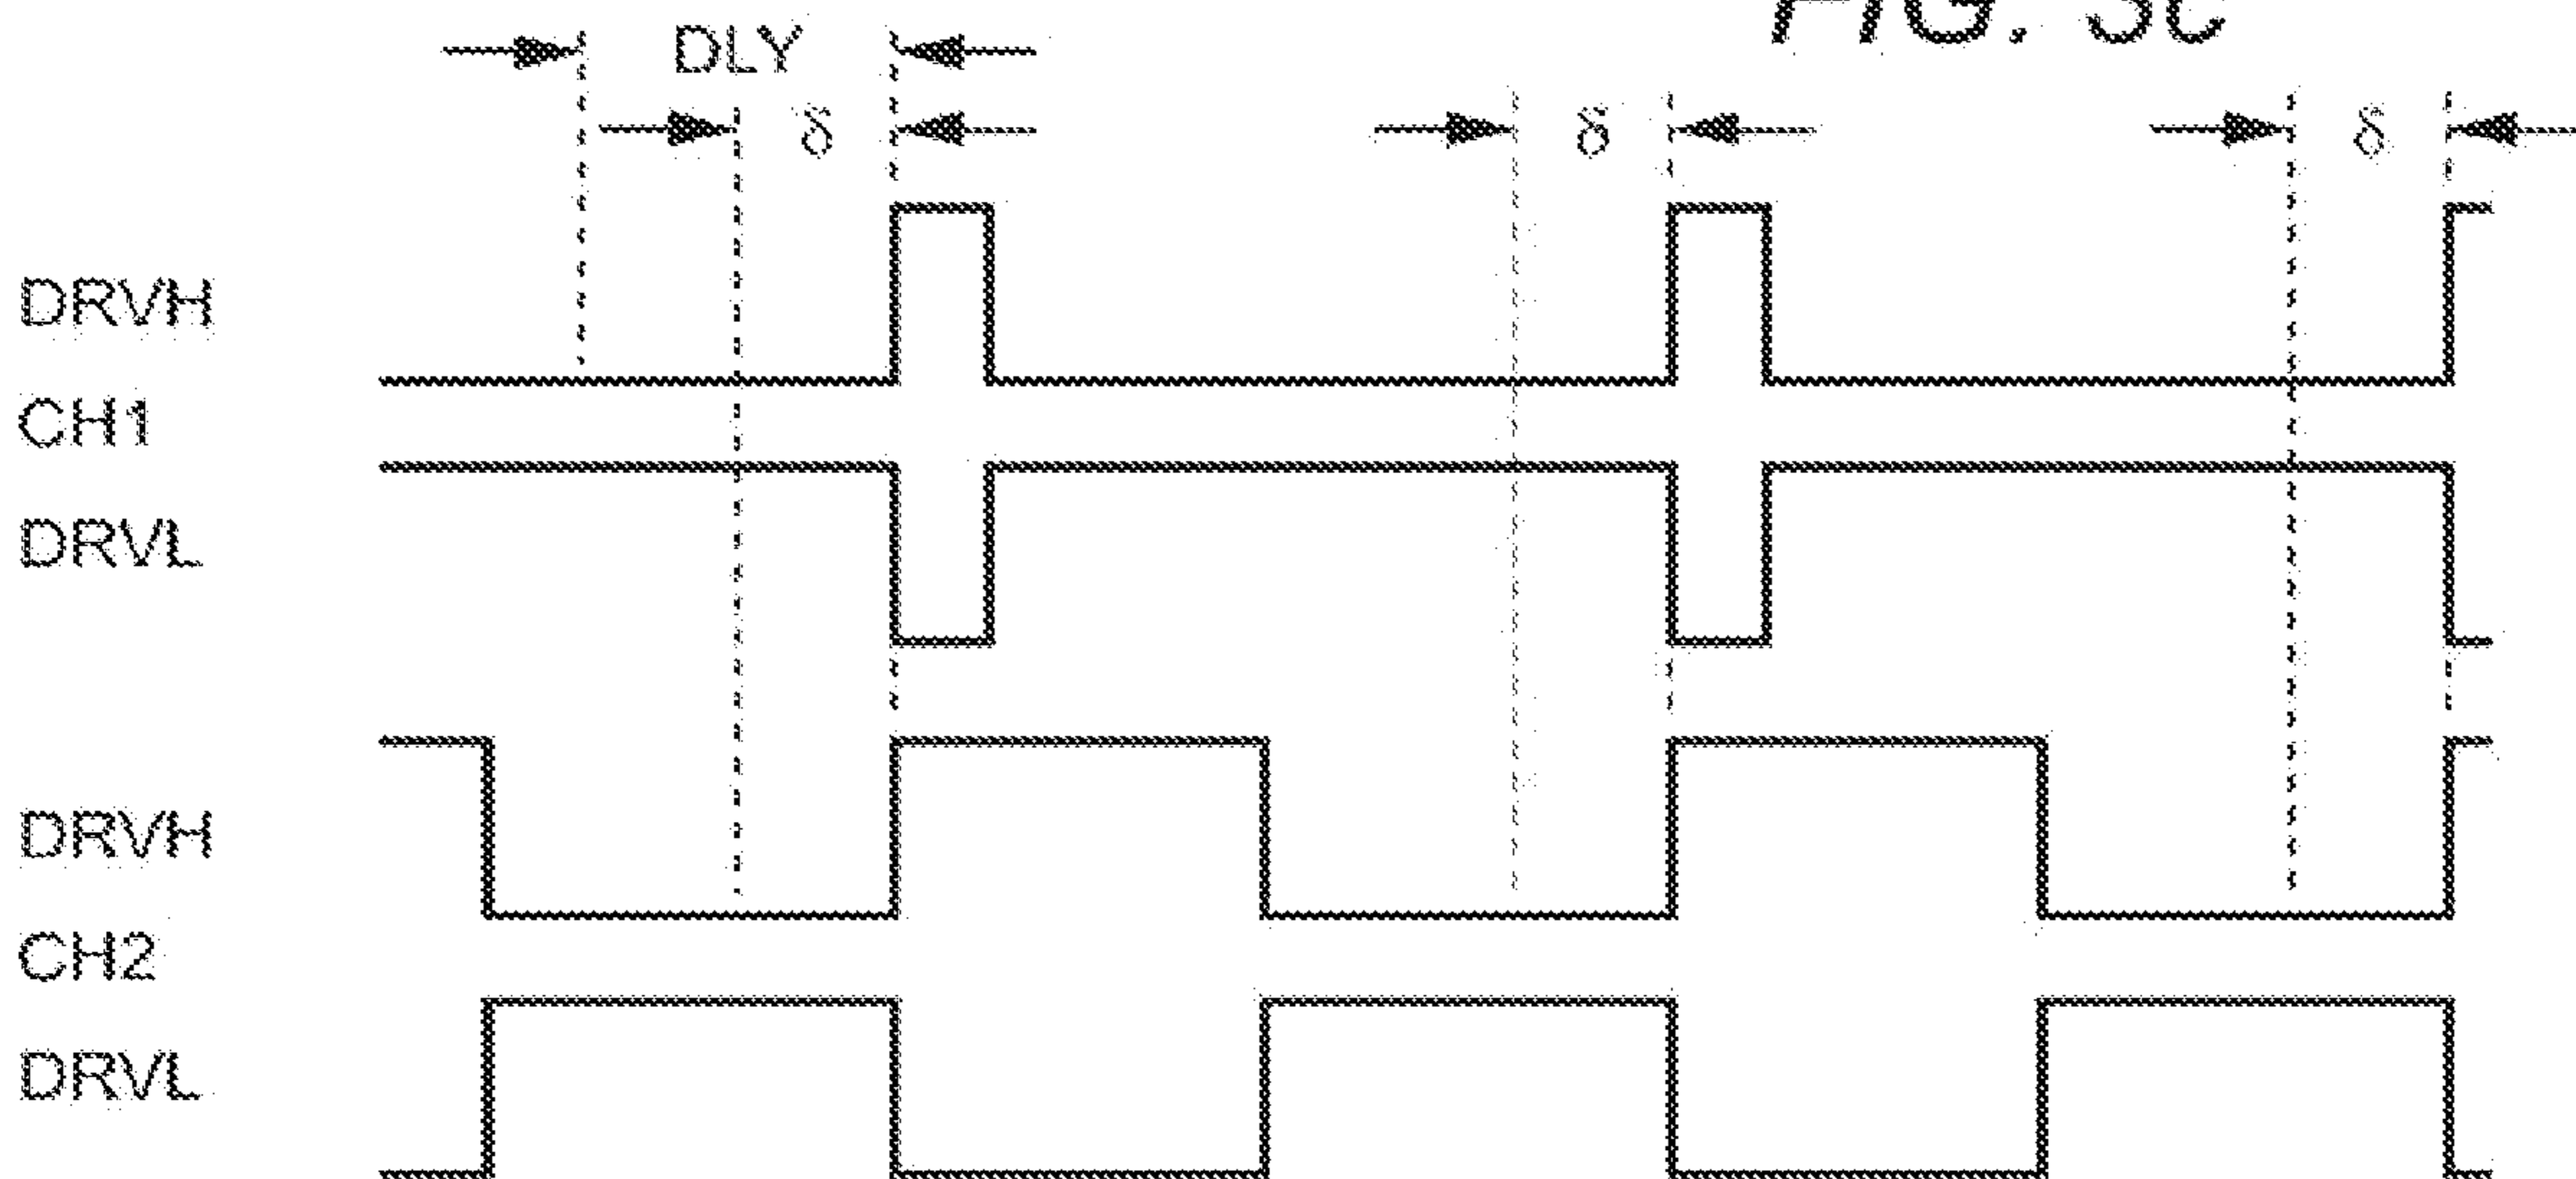 FIG. 3c
DLY
δ δ δ
DRVH
CH1
DRVL
DRVH
CH2
DRVL